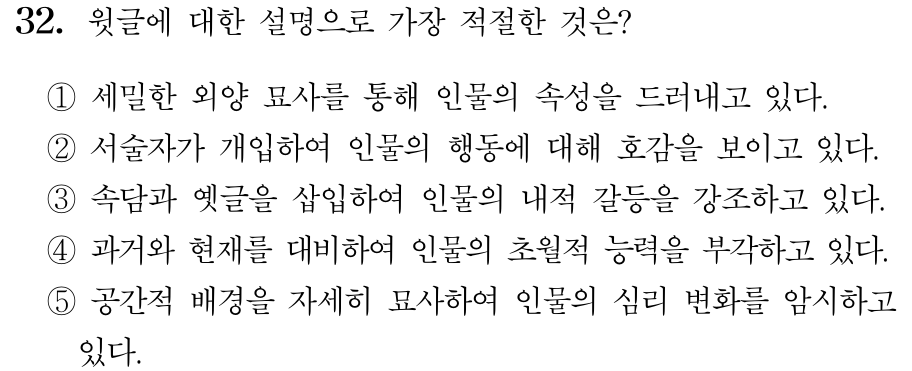 32. 윗글에 대한 설명으로 가장 적절한 것은?
① 세밀한 외양 묘사를 통해 인물의 속성을 드러내고 있다.
② 서술자가 개입하여 인물의 행동에 대해 호감을 보이고 있다.
③ 속담과 옛글을 삽입하여 인물의 내적 갈등을 강조하고 있다.
④ 과거와 현재를 대비하여 인물의 초월적 능력을 부각하고 있다.
⑤ 공간적 배경을 자세히 묘사하여 인물의 심리 변화를 암시하고
있다.